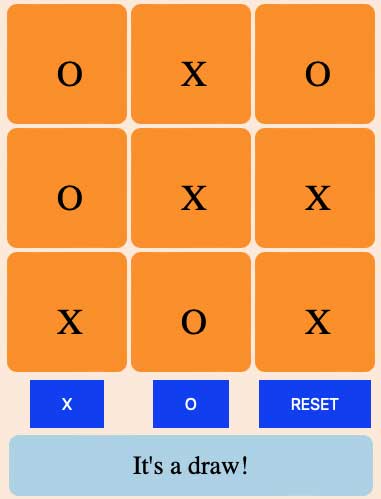 O X O
O X X
X O X
X O RESET
It's a draw!